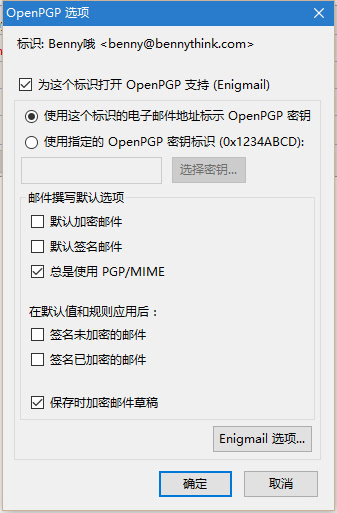 OpenPGP 选项
标识: Benny哦 <benny@bennythink.com>
为这个标识打开 OpenPGP 支持 (Enigmail)
使用这个标识的电子邮件地址标示 OpenPGP 密钥
使用指定的 OpenPGP 密钥标识 (0x1234ABCD):
选择密钥...
邮件撰写默认选项
默认加密邮件
默认签名邮件
总是使用 PGP/MIME
在默认值和规则应用后：
签名未加密的邮件
签名已加密的邮件
保存时加密邮件草稿
Enigmail 选项...
确定
取消